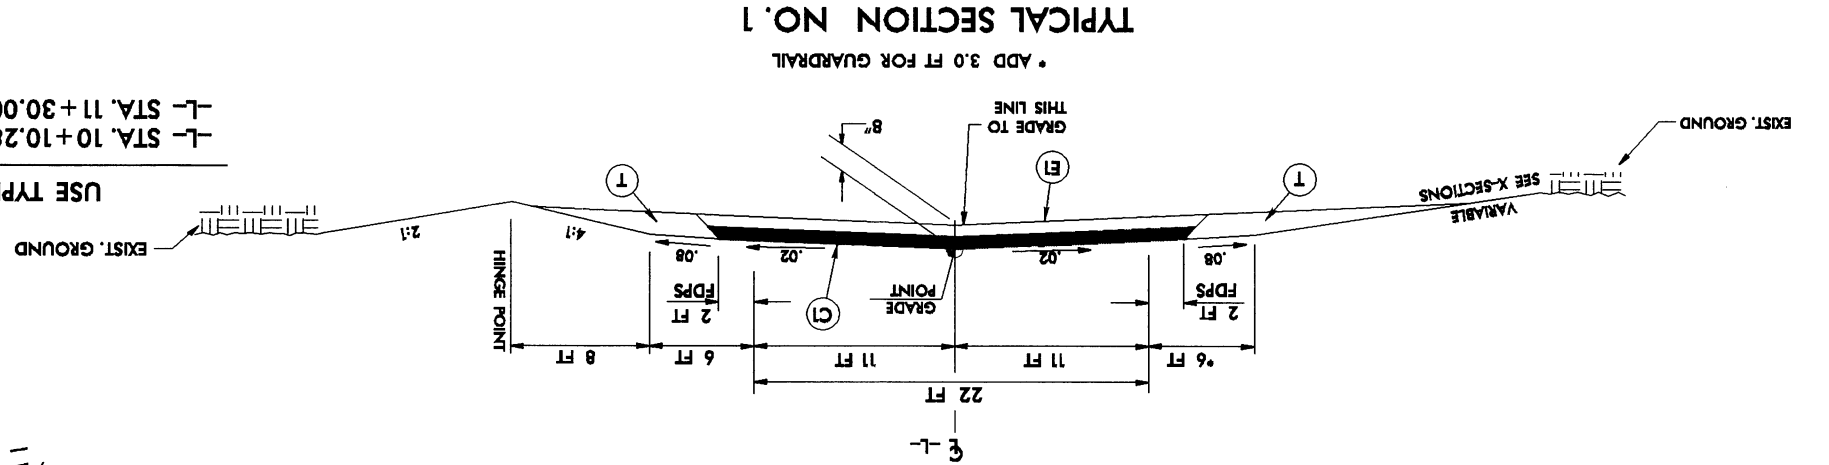 ℄ -L-
22 FT
*6 FT
11 FT
11 FT
6 FT
8 FT
2 FT
FDPS
GRADE
POINT
C1
2 FT
FDPS
HINGE POINT
.08
.02
.02
.08
4:1
2:1
EXIST. GROUND
VARIABLE
SEE X-SECTIONS
T
E1
T
EXIST. GROUND
GRADE TO
THIS LINE
8"
USE
-L- STA. 10+10.28
-L- STA. 11+30.00
* ADD 3.0 FT FOR GUARDRAIL
TYPICAL SECTION NO. 1